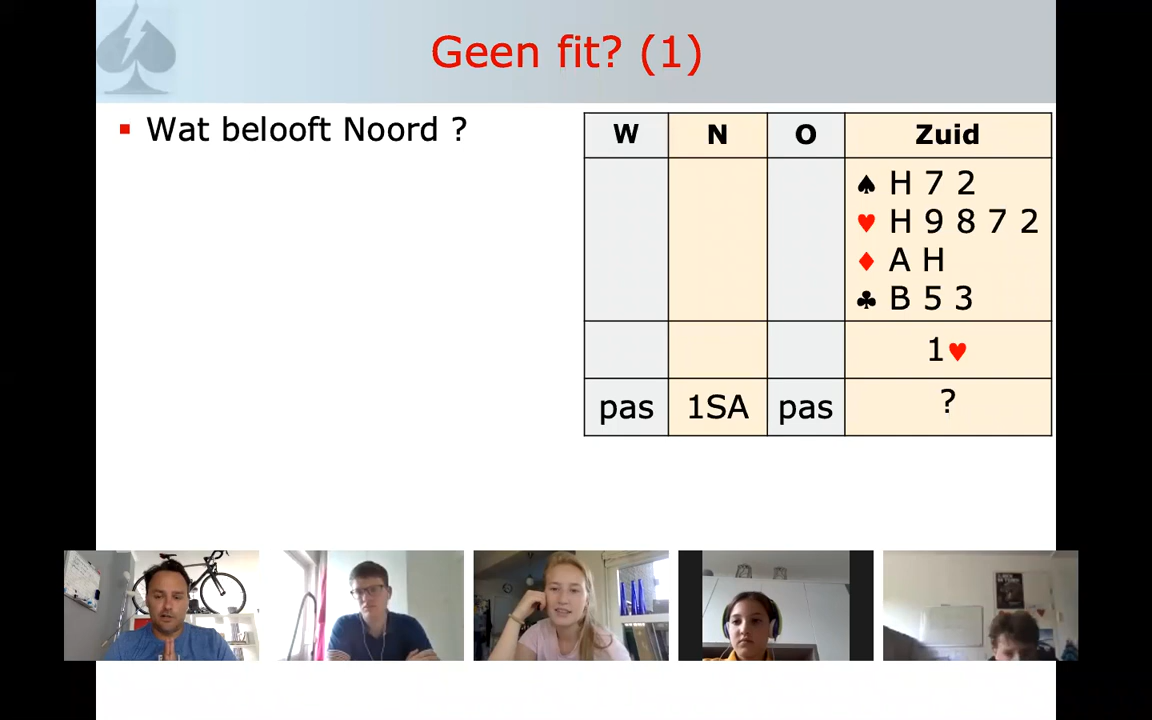 Geen fit? (1)
▪ Wat belooft Noord ?
W N O Zuid
♠ H 7 2
♥ H 9 8 7 2
♦ A H
♣ B 5 3
1♥
pas 1SA pas ?